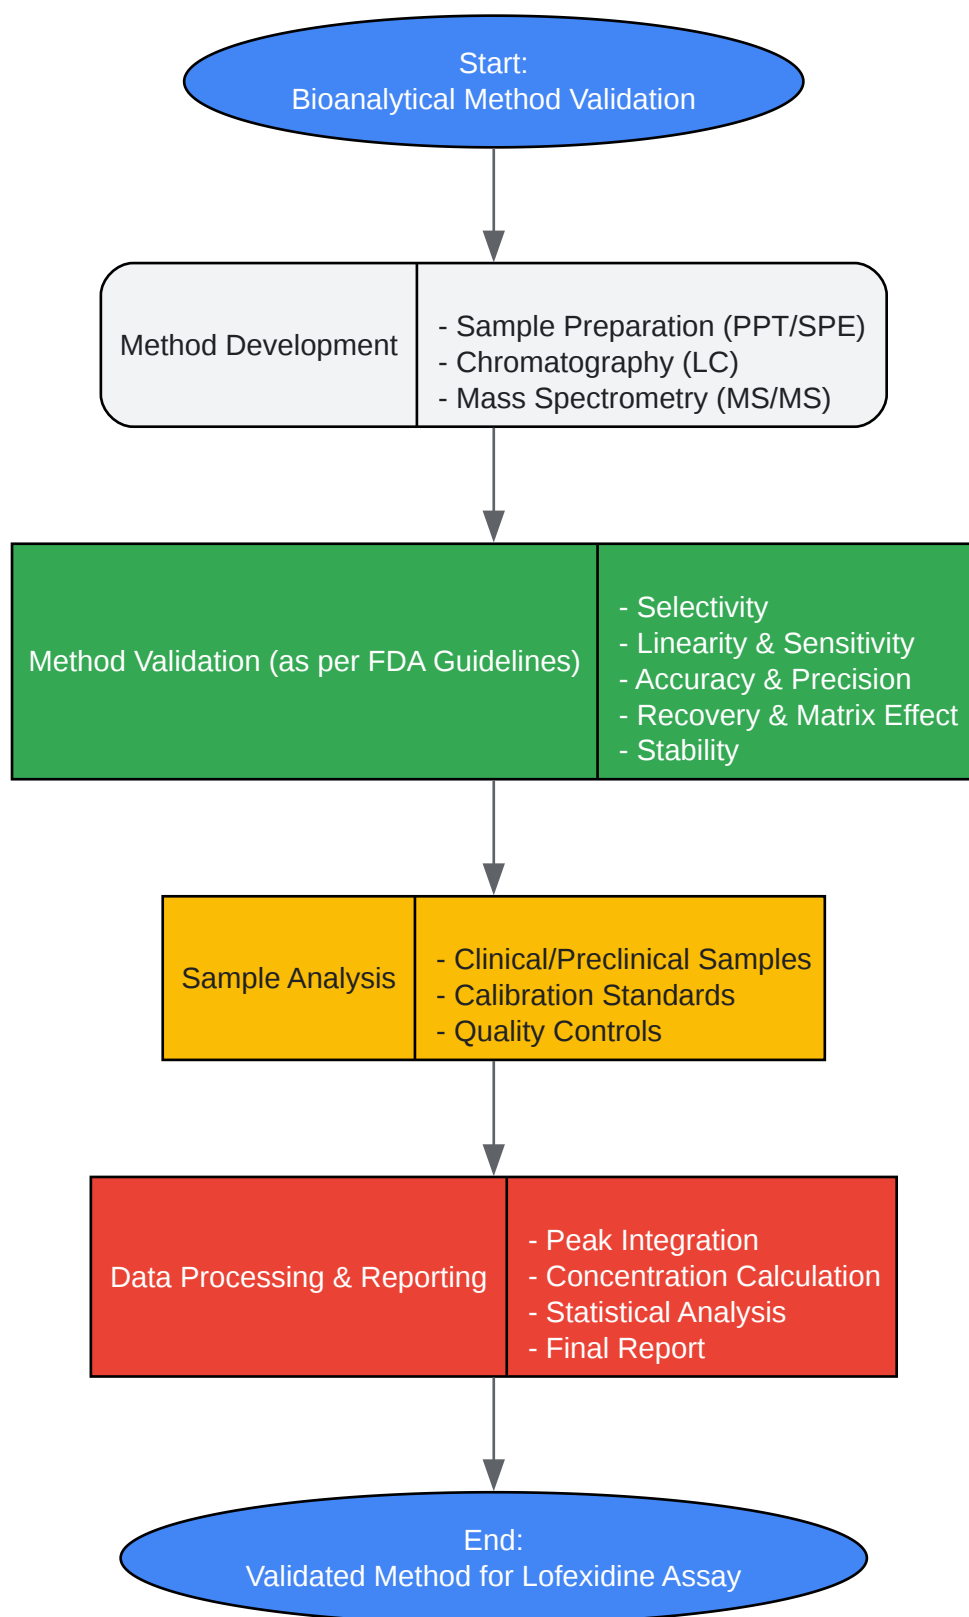 Start:
Bioanalytical Method Validation
Method Development
- Sample Preparation (PPT/SPE)
- Chromatography (LC)
- Mass Spectrometry (MS/MS)
Method Validation (as per FDA Guidelines)
- Selectivity
- Linearity & Sensitivity
- Accuracy & Precision
- Recovery & Matrix Effect
- Stability
Sample Analysis
- Clinical/Preclinical Samples
- Calibration Standards
- Quality Controls
Data Processing & Reporting
- Peak Integration
- Concentration Calculation
- Statistical Analysis
- Final Report
End:
Validated Method for Lofexidine Assay